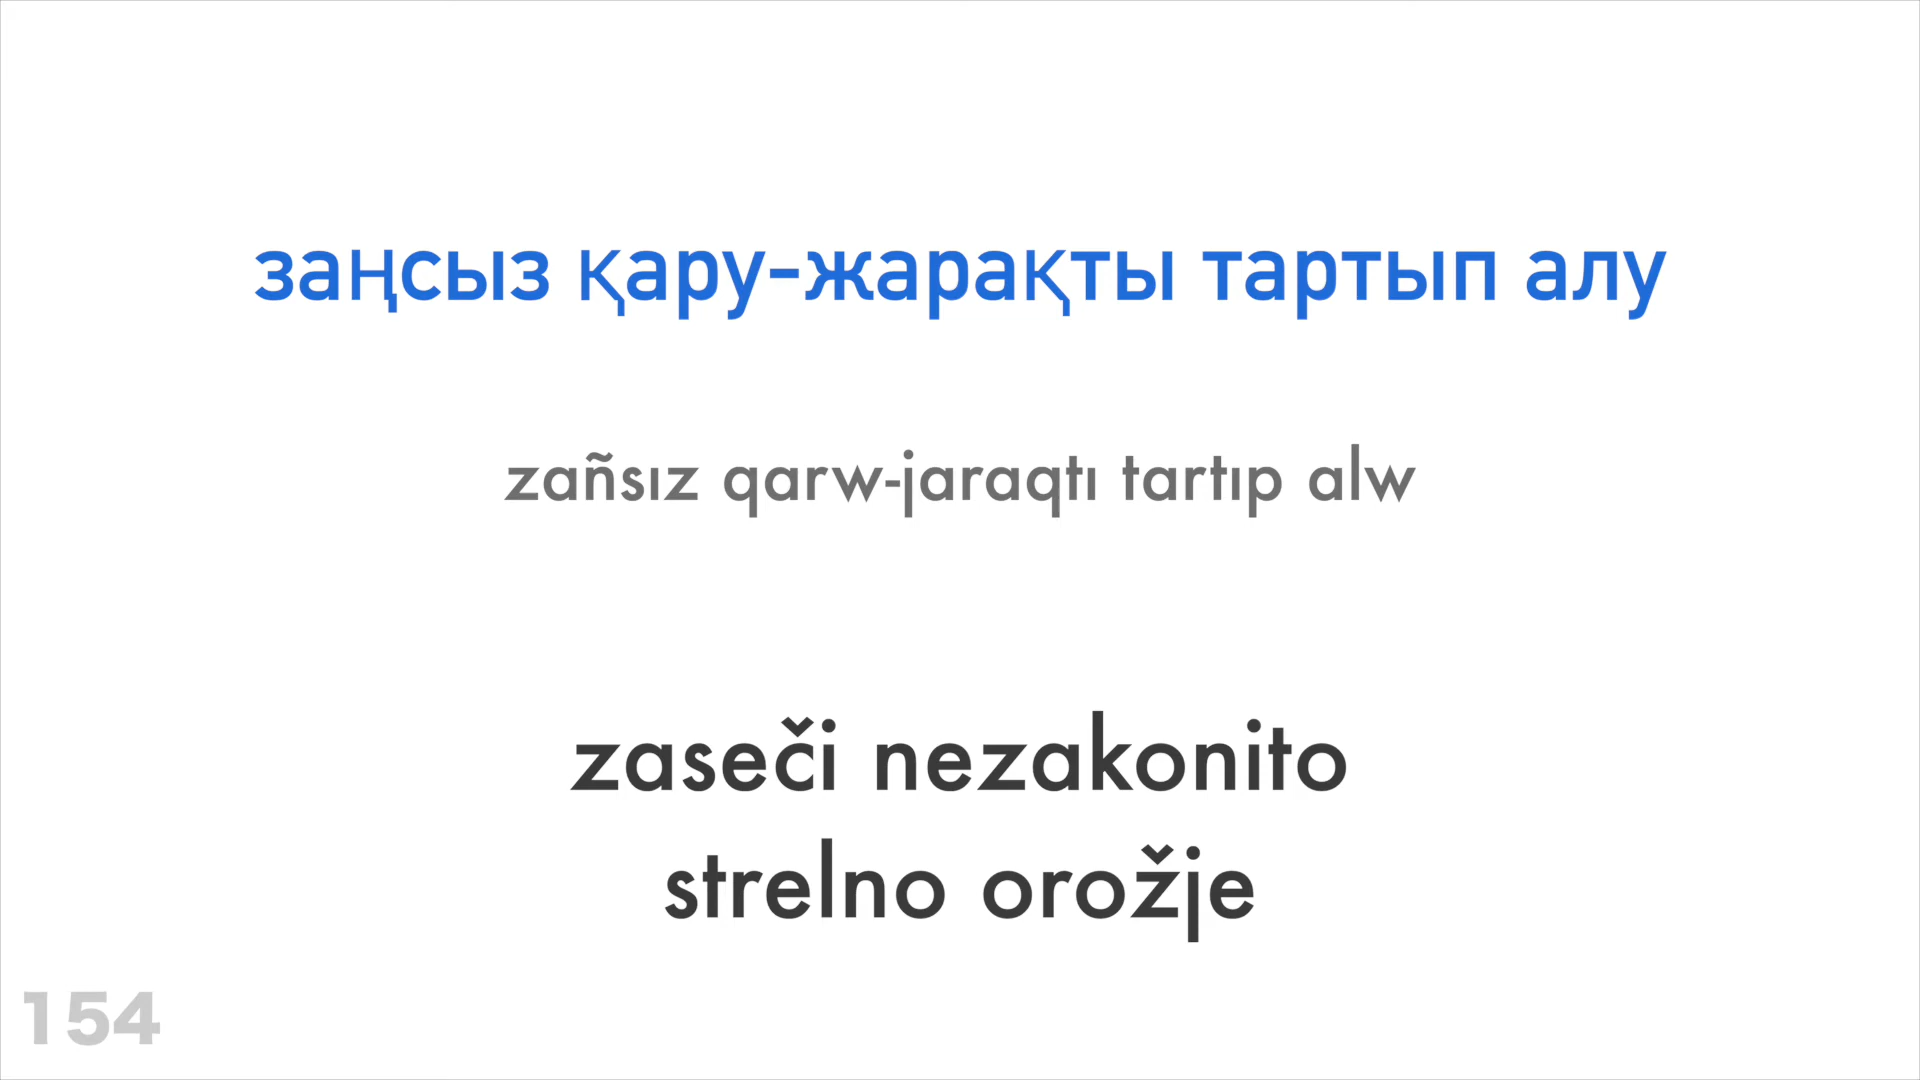 заңсыз қару-жарақты тартып алу
zañsız qarw-jaraqtı tartıp alw
zaseči nezakonito
strelno orožje
154